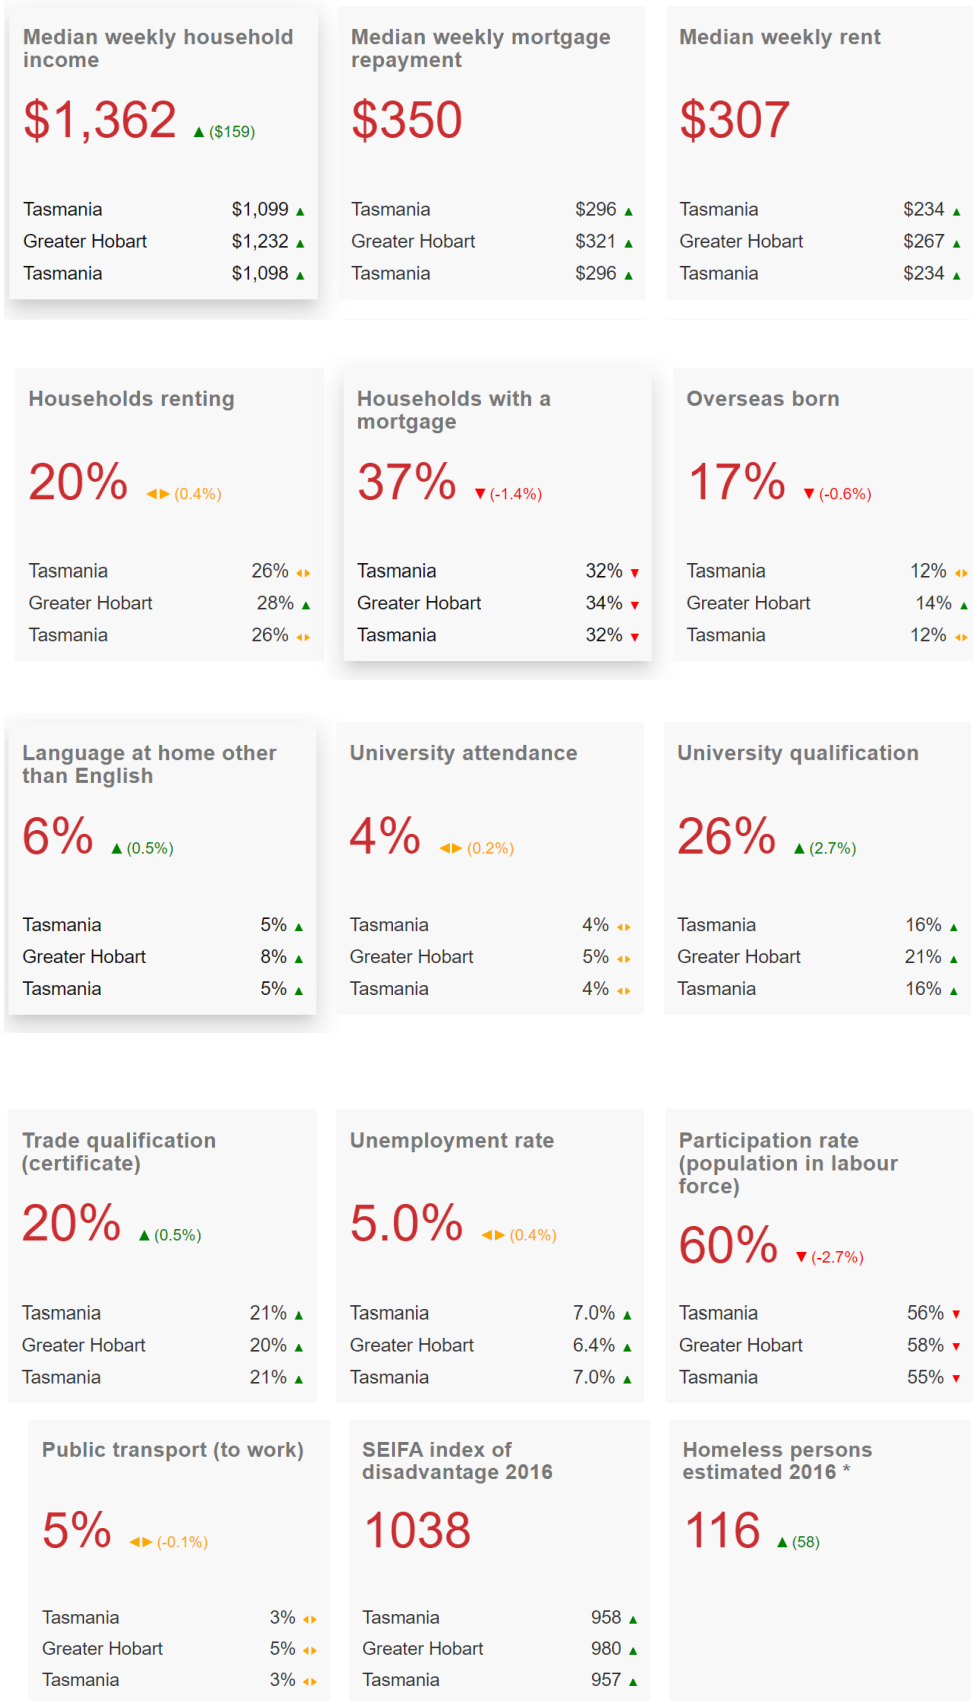 Median weekly household
income
$1,362 ▲ ($159)
Tasmania $1,099 ▲
Greater Hobart $1,232 ▲
Tasmania $1,098 ▲
Median weekly mortgage
repayment
$350
Tasmania $296 ▲
Greater Hobart $321 ▲
Tasmania $296 ▲
Median weekly rent
$307
Tasmania $234 ▲
Greater Hobart $267 ▲
Tasmania $234 ▲
Households renting
20% ◀▶ (0.4%)
Tasmania 26% ◀▶
Greater Hobart 28% ▲
Tasmania 26% ◀▶
Households with a
mortgage
37% ▼ (-1.4%)
Tasmania 32% ▼
Greater Hobart 34% ▼
Tasmania 32% ▼
Overseas born
17% ▼ (-0.6%)
Tasmania 12% ◀▶
Greater Hobart 14% ▲
Tasmania 12% ◀▶
Language at home other
than English
6% ▲ (0.5%)
Tasmania 5% ▲
Greater Hobart 8% ▲
Tasmania 5% ▲
University attendance
4% ◀▶ (0.2%)
Tasmania 4% ◀▶
Greater Hobart 5% ◀▶
Tasmania 4% ◀▶
University qualification
26% ▲ (2.7%)
Tasmania 16% ▲
Greater Hobart 21% ▲
Tasmania 16% ▲
Trade qualification
(certificate)
20% ▲ (0.5%)
Tasmania 21% ▲
Greater Hobart 20% ▲
Tasmania 21% ▲
Unemployment rate
5.0% ◀▶ (0.4%)
Tasmania 7.0% ▲
Greater Hobart 6.4% ▲
Tasmania 7.0% ▲
Participation rate
(population in labour
force)
60% ▼ (-2.7%)
Tasmania 56% ▼
Greater Hobart 58% ▼
Tasmania 55% ▼
Public transport (to work)
5% ◀▶ (-0.1%)
Tasmania 3% ◀▶
Greater Hobart 5% ◀▶
Tasmania 3% ◀▶
SEIFA index of
disadvantage 2016
1038
Tasmania 958 ▲
Greater Hobart 980 ▲
Tasmania 957 ▲
Homeless persons
estimated 2016 *
116 ▲ (58)